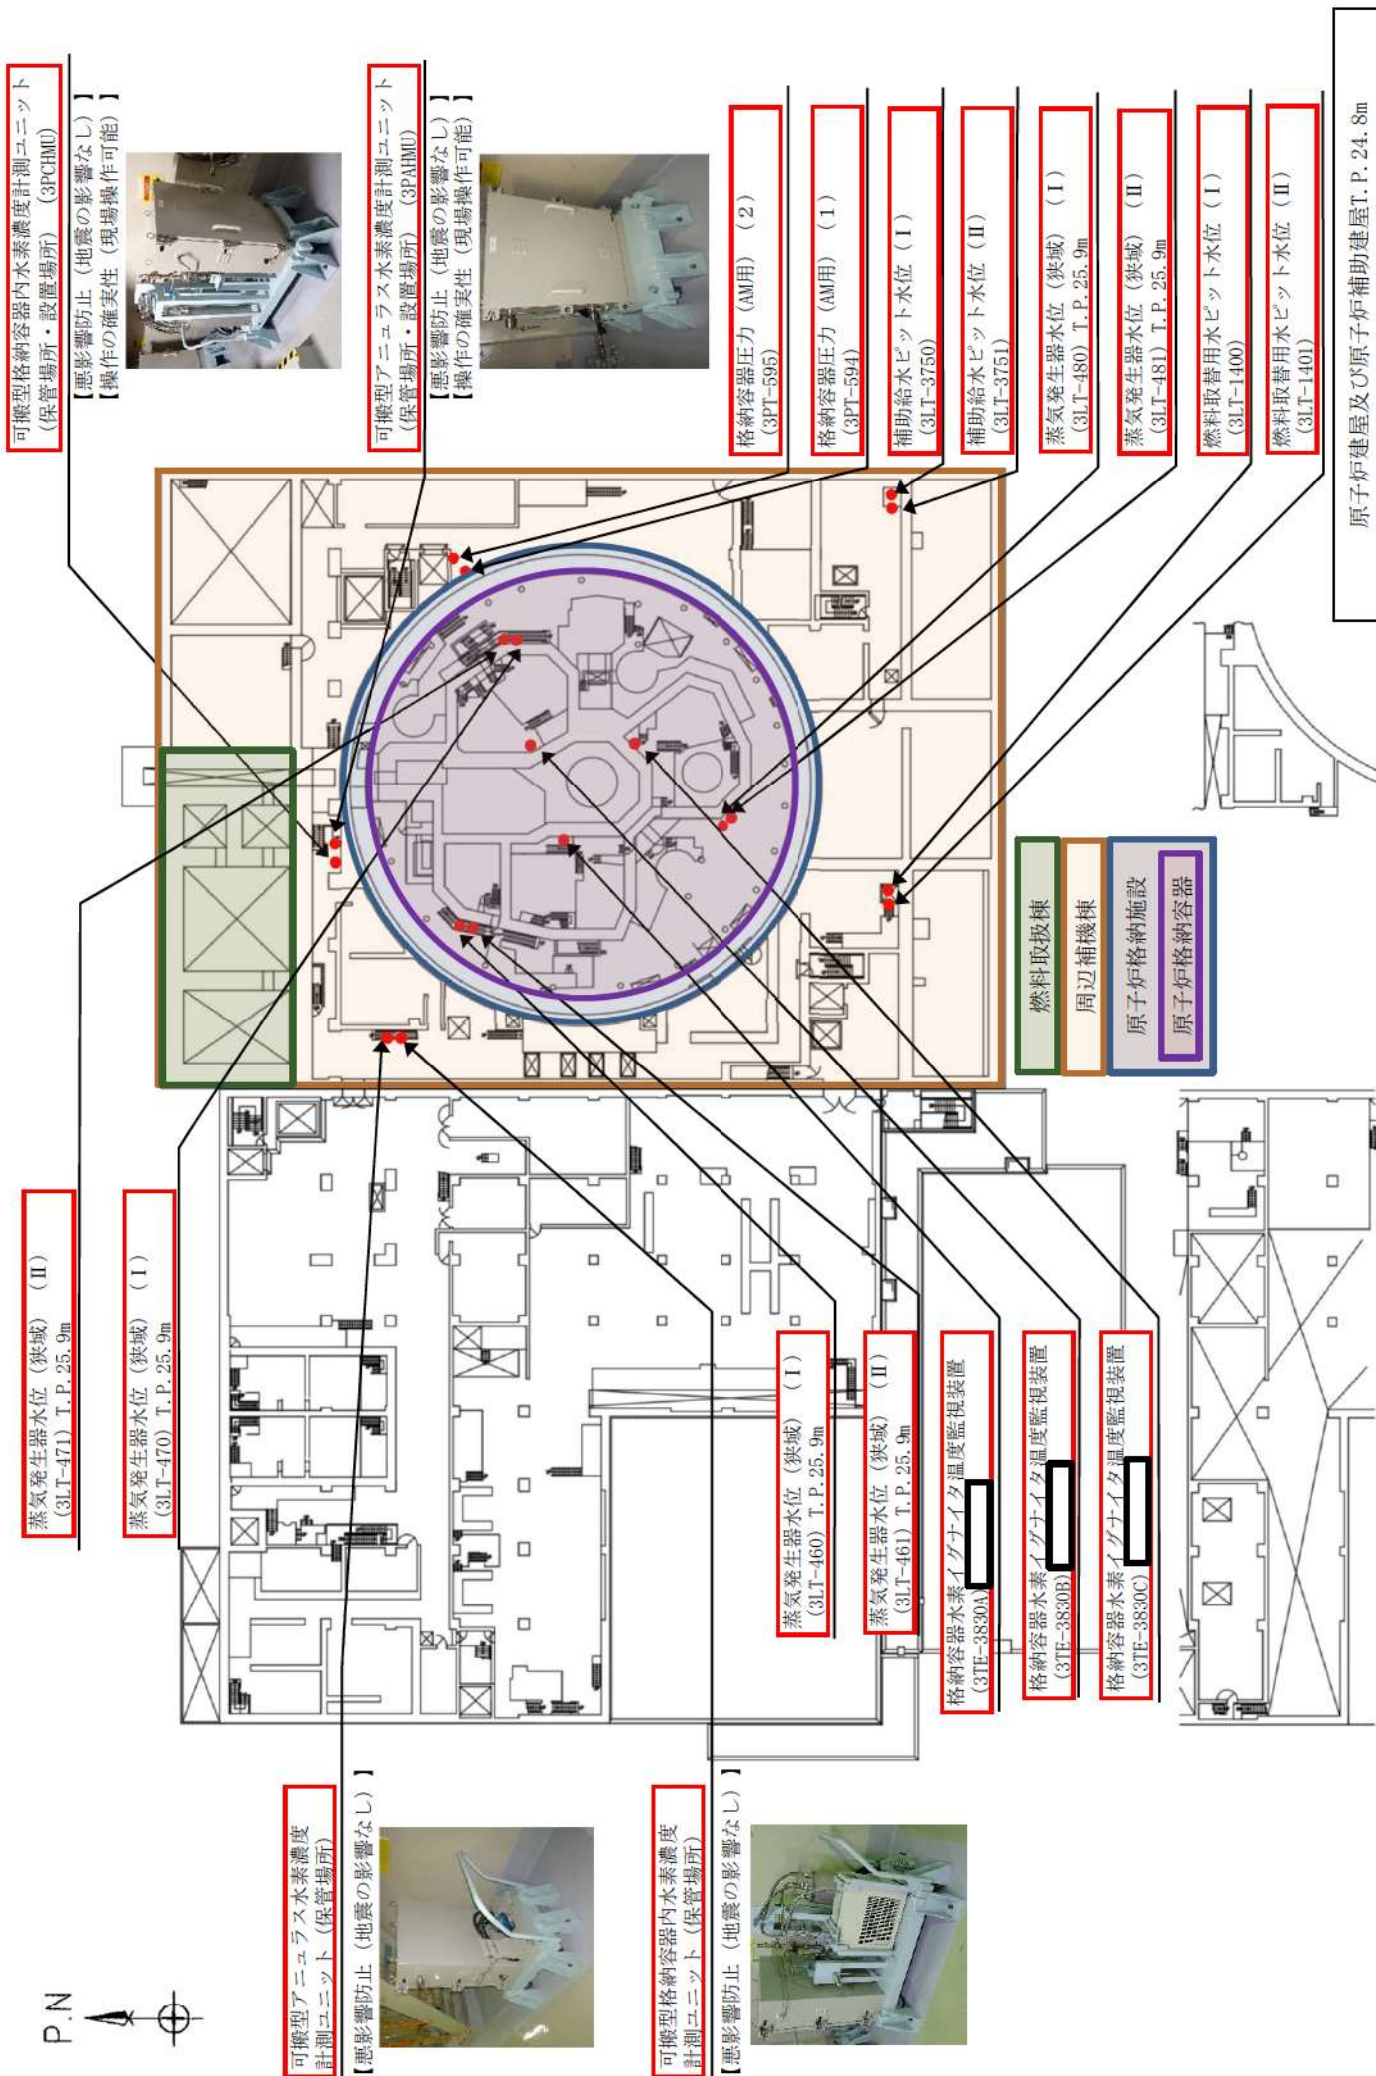 P.N
蒸気発生器水位（狭域）（Ⅱ）
(3LT-471) T.P.25.9m
蒸気発生器水位（狭域）（Ⅰ）
(3LT-470) T.P.25.9m
可搬型格納容器内水素濃度計測ユニット
（保管場所・設置場所）（3PCHMU)
【悪影響防止（地震の影響なし）】
【操作の確実性（現場操作可能）】
可搬型アニュラス水素濃度計測ユニット
（保管場所・設置場所）（3PAHMU)
【悪影響防止（地震の影響なし）】
【操作の確実性（現場操作可能）】
可搬型アニュラス水素濃度
計測ユニット（保管場所）
【悪影響防止（地震の影響なし）】
可搬型格納容器内水素濃度
計測ユニット（保管場所）
【悪影響防止（地震の影響なし）】
格納容器圧力（AM用）（2）
(3PT-595)
格納容器圧力（AM用）（1）
(3PT-594)
補助給水ピット水位（Ⅰ）
(3LT-3750)
補助給水ピット水位（Ⅱ）
(3LT-3751)
蒸気発生器水位（狭域）（Ⅰ）
(3LT-480) T.P.25.9m
蒸気発生器水位（狭域）（Ⅱ）
(3LT-481) T.P.25.9m
燃料取替用水ピット水位（Ⅰ）
(3LT-1400)
燃料取替用水ピット水位（Ⅱ）
(3LT-1401)
蒸気発生器水位（狭域）（Ⅰ）
(3LT-460) T.P.25.9m
蒸気発生器水位（狭域）（Ⅱ）
(3LT-461) T.P.25.9m
格納容器水素イグナイタ温度監視装置
(3TE-3830A)
格納容器水素イグナイタ温度監視装置
(3TE-3830B)
格納容器水素イグナイタ温度監視装置
(3TE-3830C)
燃料取扱棟
周辺補機棟
原子炉格納施設
原子炉格納容器
原子炉建屋及び原子炉補助建屋T.P.24.8m